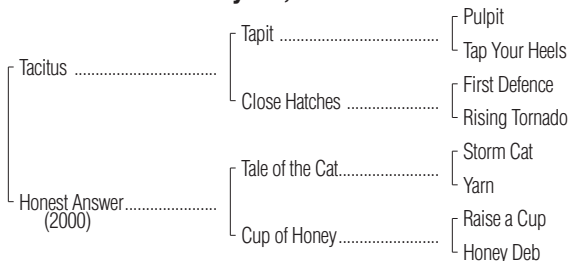 Tapit
Pulpit
Tap Your Heels
Tacitus
Close Hatches
First Defence
Rising Tornado
Honest Answer
(2000)
Tale of the Cat
Storm Cat
Yarn
Cup of Honey
Raise a Cup
Honey Deb